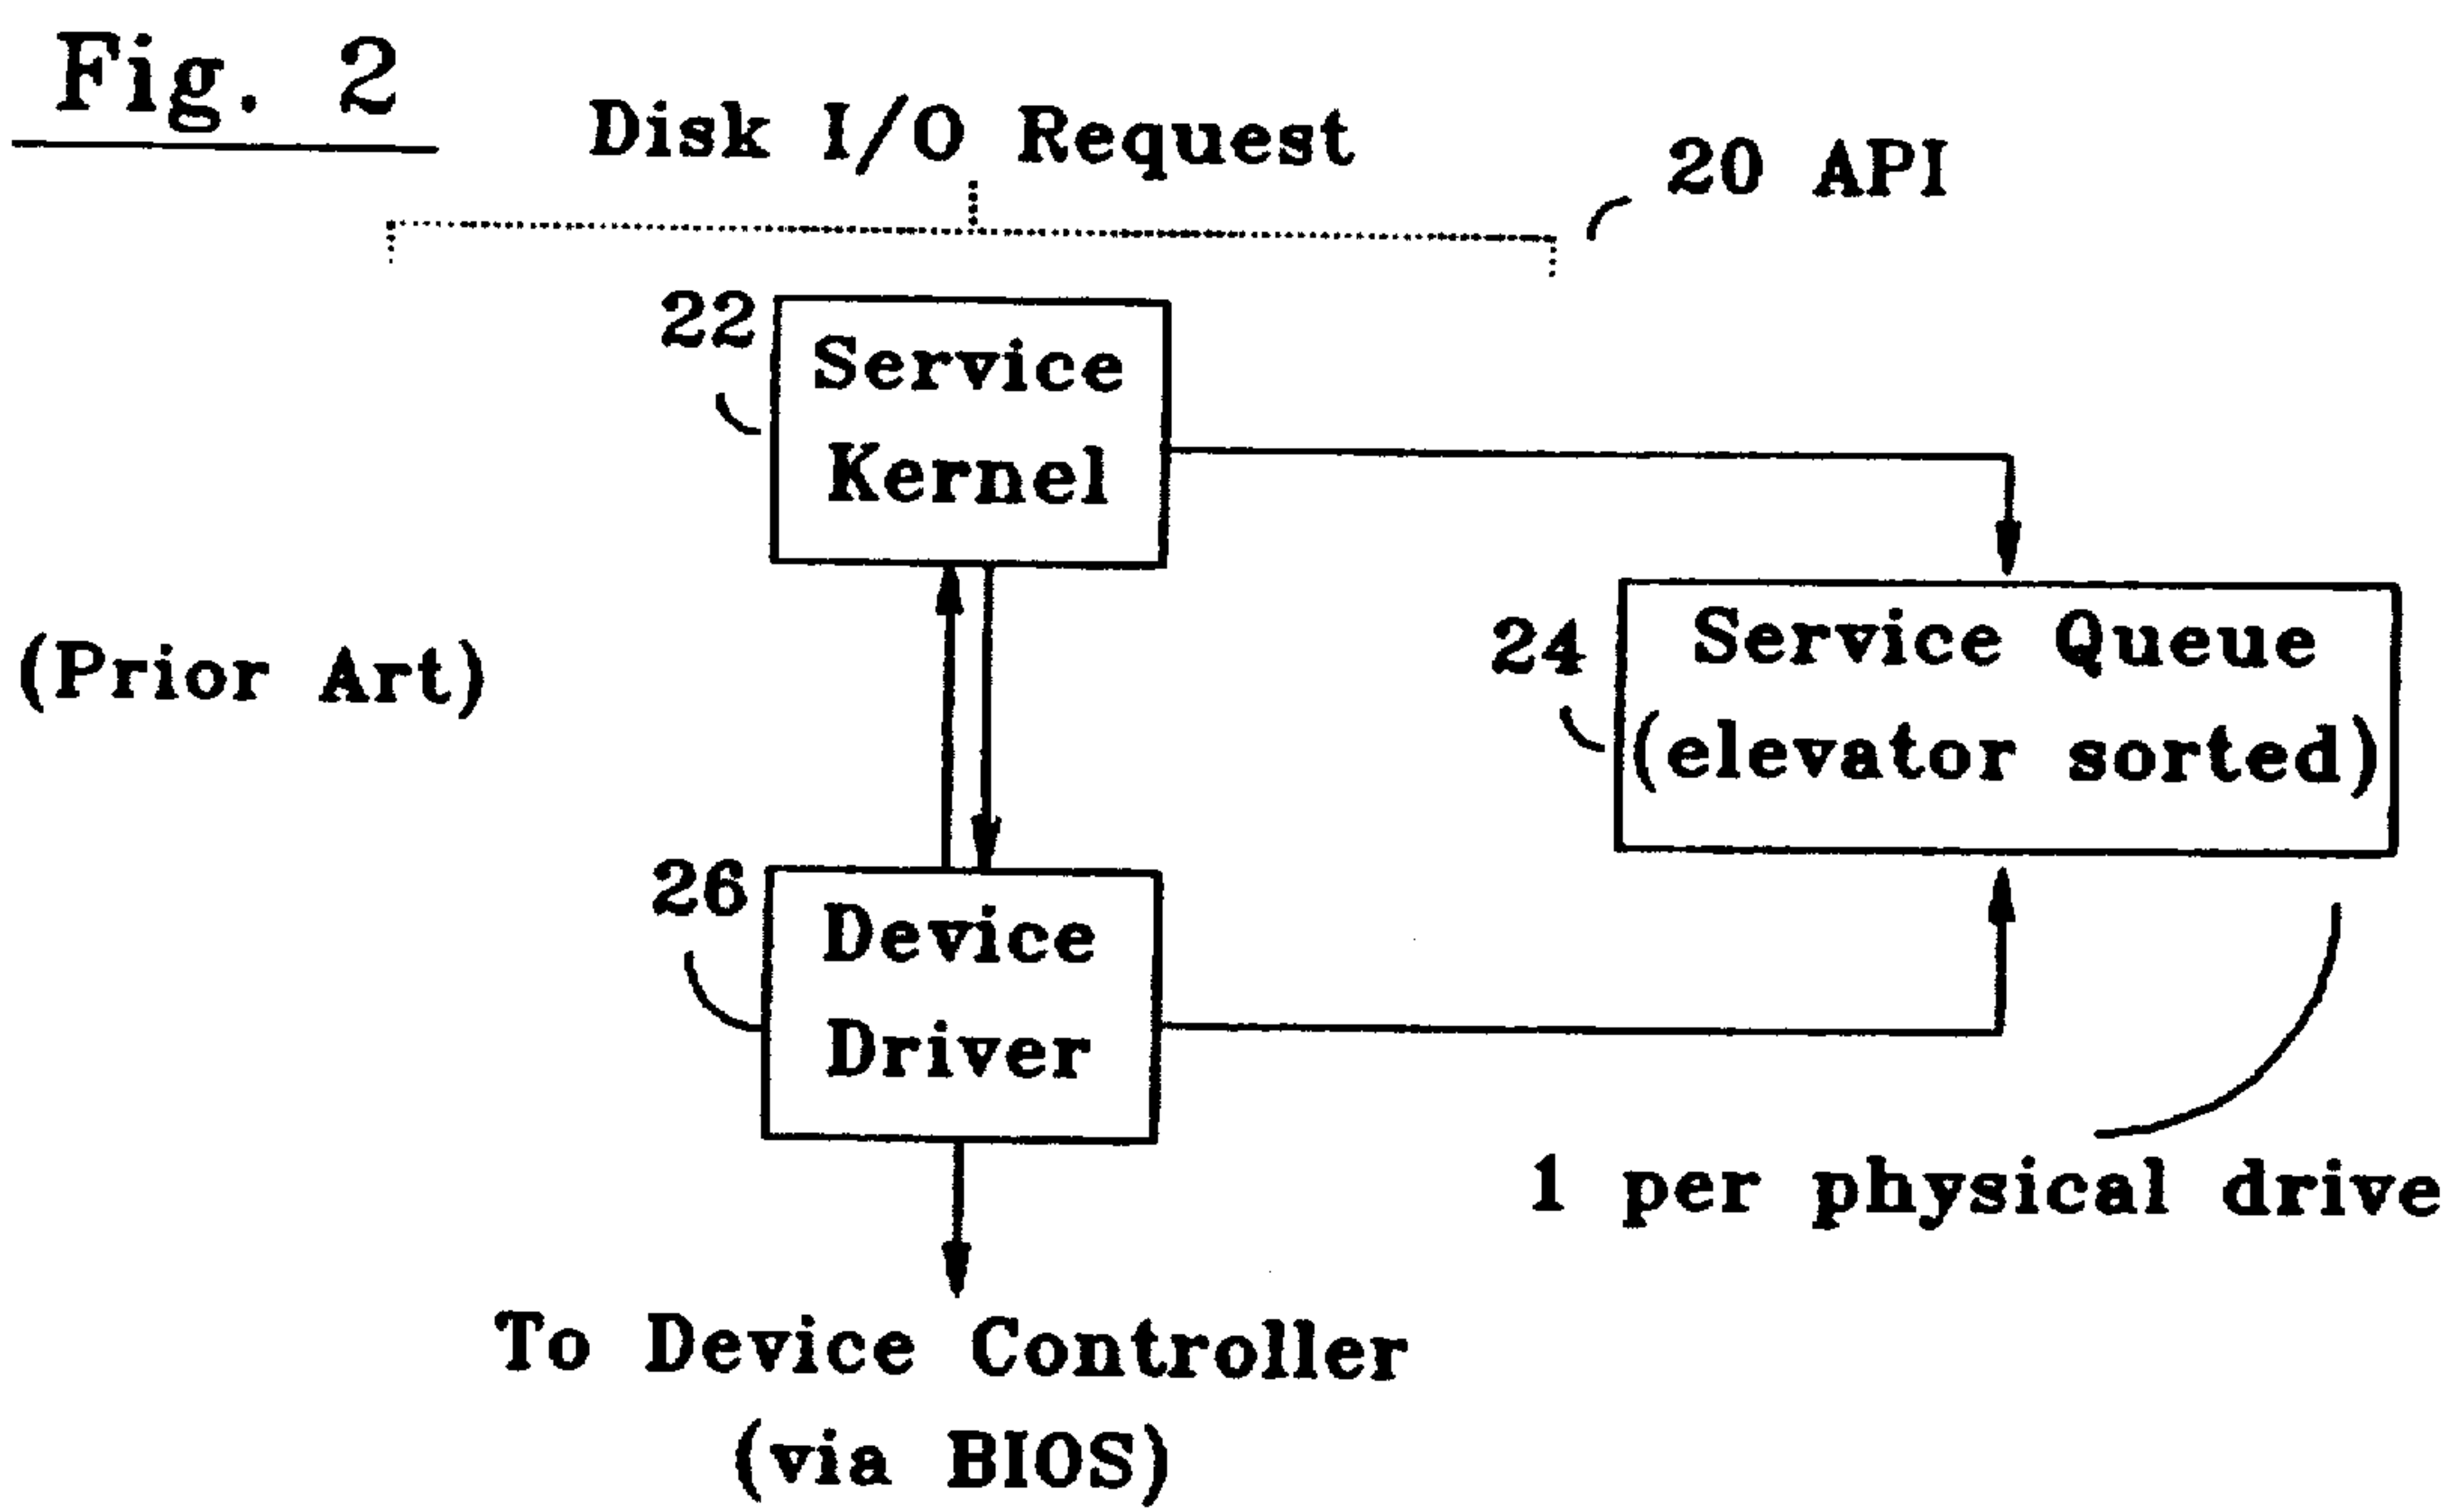 Fig. 2
Disk I/O Request
20 API
22
Service
Kernel
(Prior Art)
24
Service Queue
(elevator sorted)
26
Device
Driver
1 per physical drive
To Device Controller
(via BIOS)